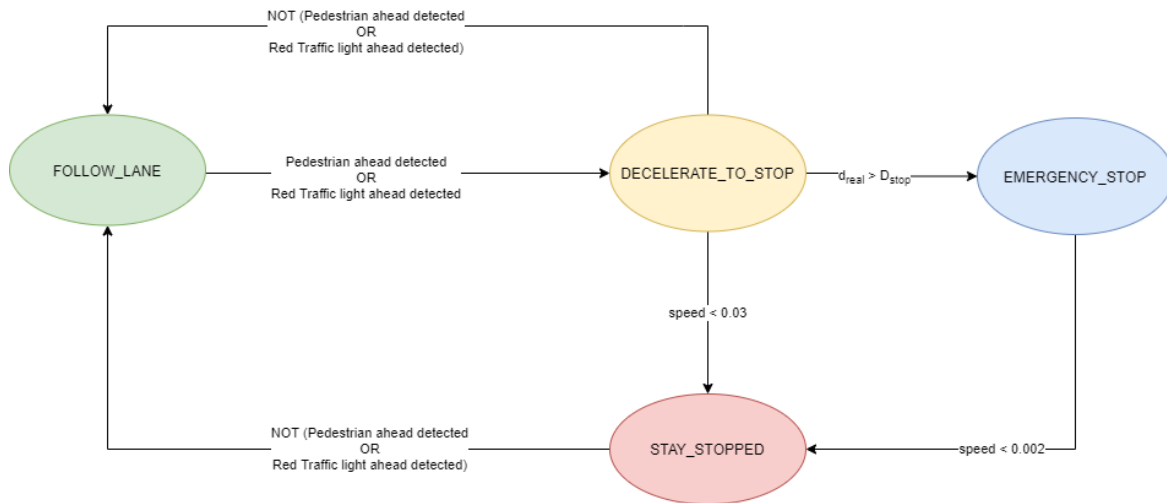 NOT (Pedestrian ahead detected
OR
Red Traffic light ahead detected)
FOLLOW_LANE
Pedestrian ahead detected
OR
Red Traffic light ahead detected
DECELERATE_TO_STOP
d_real > D_stop
EMERGENCY_STOP
speed < 0.03
NOT (Pedestrian ahead detected
OR
Red Traffic light ahead detected)
STAY_STOPPED
speed < 0.002